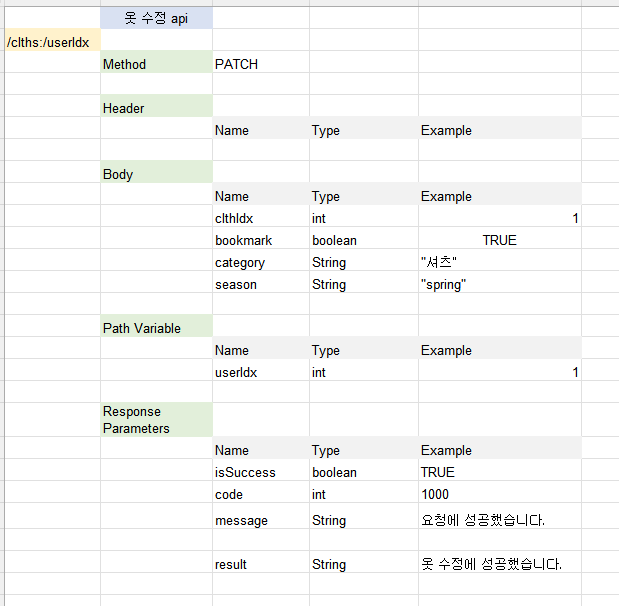 옷 수정 api
/clths:/userIdx
Method PATCH
Header
Name Type Example
Body
Name Type Example
clthIdx int 1
bookmark boolean TRUE
category String "셔츠"
season String "spring"
Path Variable
Name Type Example
userIdx int 1
Response
Parameters
Name Type Example
isSuccess boolean TRUE
code int 1000
message String 요청에 성공했습니다.
result String 옷 수정에 성공했습니다.